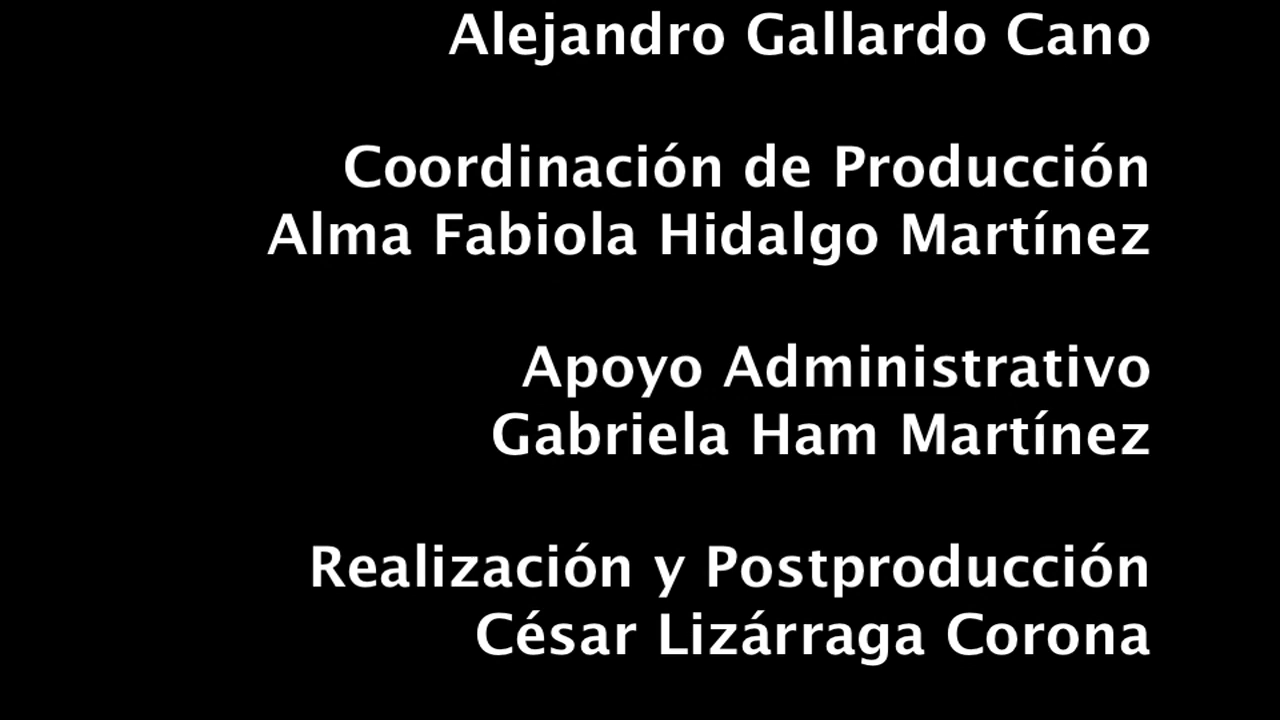 Alejandro Gallardo Cano
Coordinación de Producción
Alma Fabiola Hidalgo Martínez
Apoyo Administrativo
Gabriela Ham Martínez
Realización y Postproducción
César Lizárraga Corona